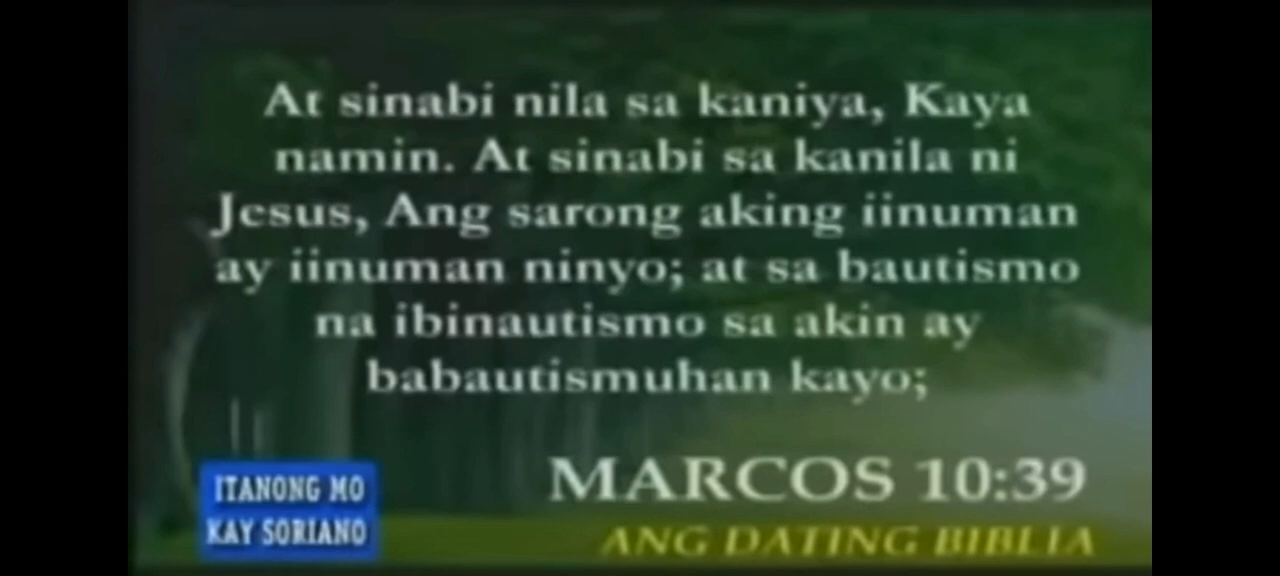 At sinabi nila sa kaniya, Kaya
namin. At sinabi sa kanila ni
Jesus, Ang sarong aking iinuman
ay iinuman ninyo; at sa bautismo
na ibinautismo sa akin ay
babautismuhan kayo;
MARCOS 10:39
ANG DATING BIBLIA
ITANONG MO
KAY SORIANO